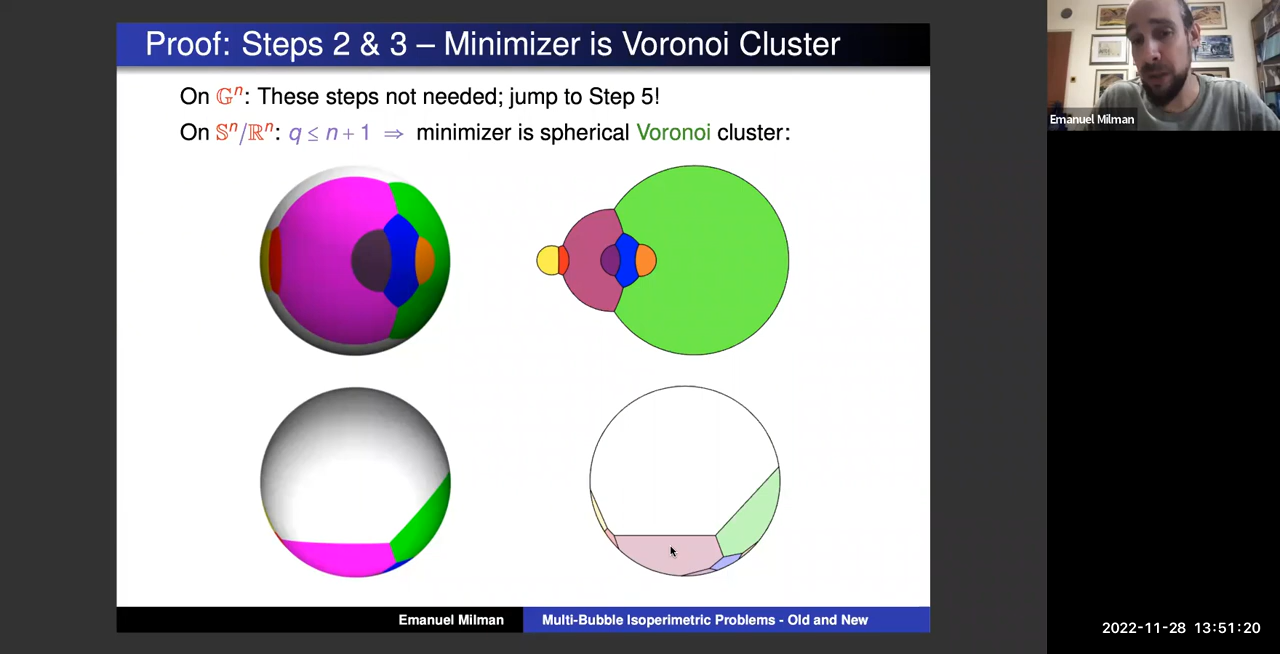 Proof: Steps 2 & 3 – Minimizer is Voronoi Cluster
On 𝔾ⁿ: These steps not needed; jump to Step 5!
On 𝕊ⁿ/ℝⁿ: q ≤ n + 1 ⇒ minimizer is spherical Voronoi cluster:
Emanuel Milman
Multi-Bubble Isoperimetric Problems - Old and New
Emanuel Milman
2022-11-28 13:51:20